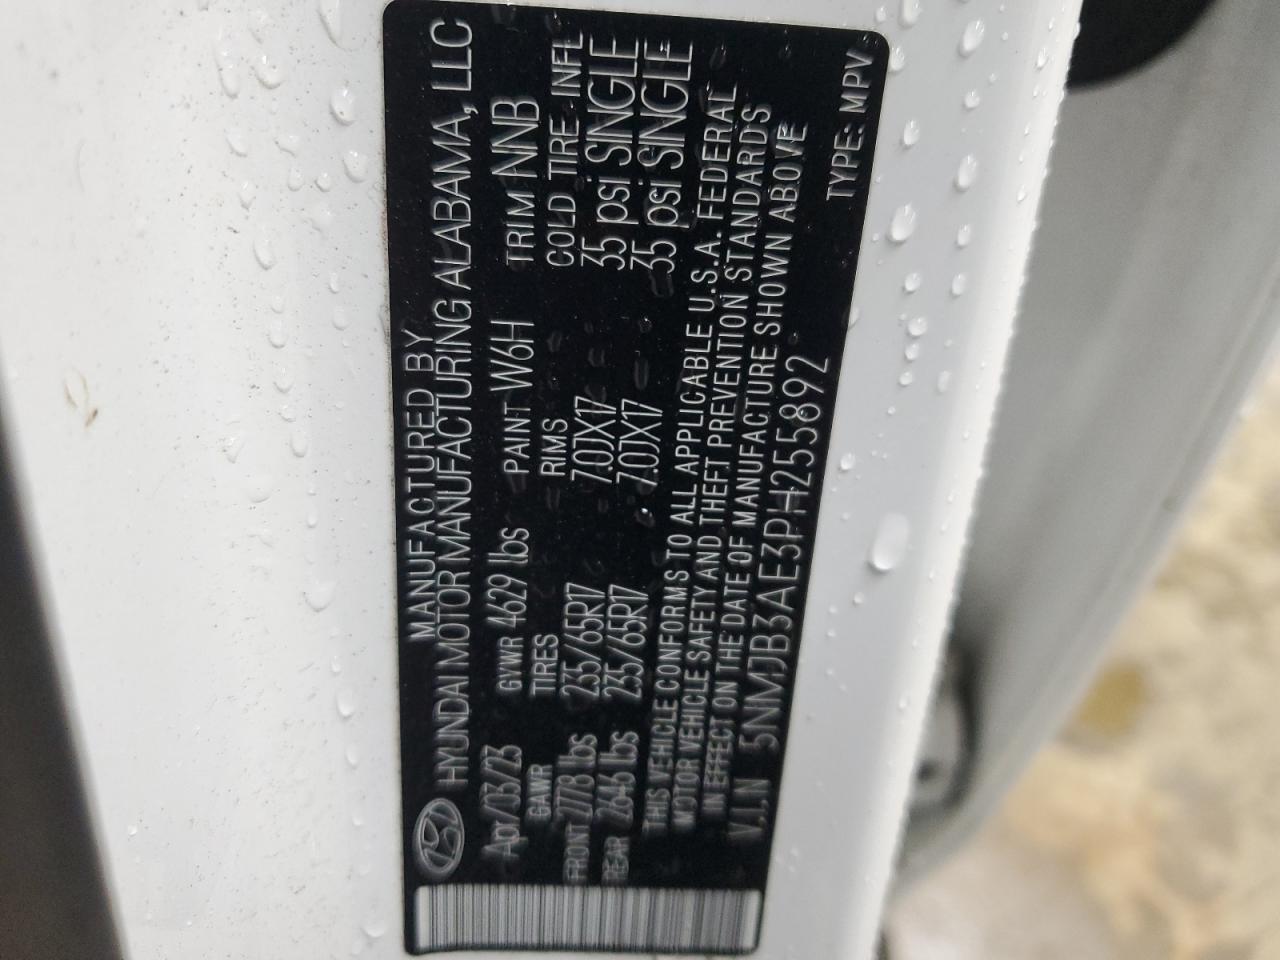 MANUFACTURED BY
HYUNDAI MOTOR MANUFACTURING ALABAMA, LLC
Apr/03/23 GVWR 4629 lbs PAINT W6H TRIM NNB
GAWR TIRES RIMS COLD TIRE INFL
FRONT 2778 lbs 235/65R17 7.0JX17 35 psi SINGLE
REAR 2646 lbs 235/65R17 7.0JX17 35 psi SINGLE
THIS VEHICLE CONFORMS TO ALL APPLICABLE U.S.A. FEDERAL
MOTOR VEHICLE SAFETY AND THEFT PREVENTION STANDARDS
IN EFFECT ON THE DATE OF MANUFACTURE SHOWN ABOVE
V.I.N 5NMJB3AE3PH255892
TYPE: MPV